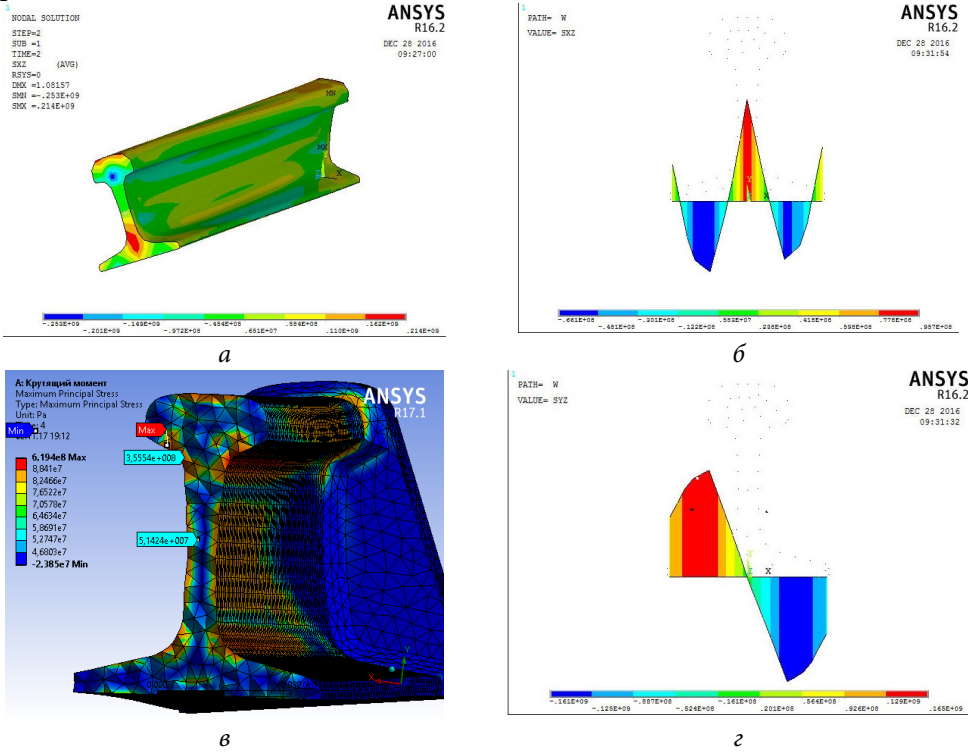 1
NODAL SOLUTION
STEP=2
SUB =1
TIME=2
SXZ (AVG)
RSYS=0
DMX =1.08157
SMN =-.253E+09
SMX =.214E+09
ANSYS
R16.2
DEC 28 2016
09:27:00
MN
MX
X
-.253E+09 -.149E+09 -.454E+08 .584E+08 .162E+09
-.201E+09 -.972E+08 .651E+07 .110E+09 .214E+09
а
1
PATH= W
VALUE= SXZ
ANSYS
R16.2
DEC 28 2016
09:31:54
Y
X
-.661E+08 -.301E+08 .582E+07 .418E+08 .778E+08
-.481E+08 -.122E+08 .238E+08 .598E+08 .957E+08
б
A: Крутящий момент
Maximum Principal Stress
Type: Maximum Principal Stress
Unit: Pa
4
.17 19:12
ANSYS
R17.1
Min
Max
3,5554e+008
5,1424e+007
6,194e8 Max
8,841e7
8,2466e7
7,6522e7
7,0578e7
6,4634e7
5,8691e7
5,2747e7
4,6803e7
-2,385e7 Min
Y
X
в
1
PATH= W
VALUE= SYZ
ANSYS
R16.2
DEC 28 2016
09:31:32
Y
Z X
-.161E+09 -.887E+08 -.161E+08 .564E+08 .129E+09
-.125E+09 -.524E+08 .201E+08 .926E+08 .165E+09
г